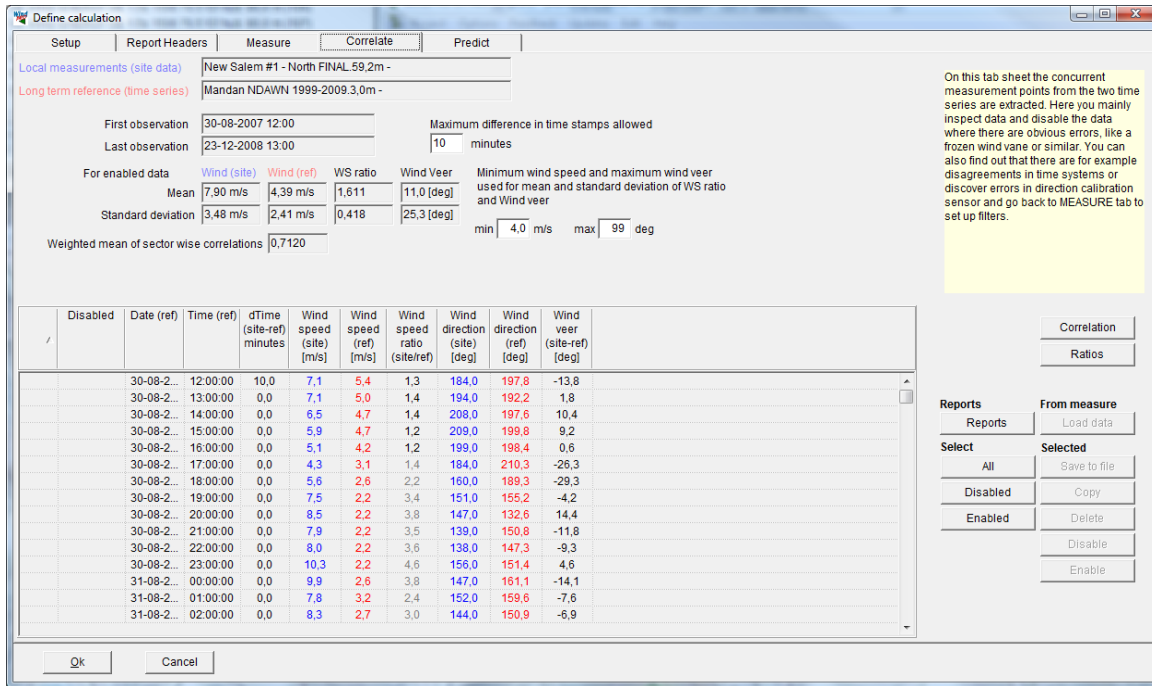 Define calculation
Setup Report Headers Measure Correlate Predict
Local measurements (site data) New Salem #1 - North FINAL.59,2m -
Long term reference (time series) Mandan NDAWN 1999-2009.3,0m -
First observation 30-08-2007 12:00 Maximum difference in time stamps allowed
Last observation 23-12-2008 13:00 10 minutes
For enabled data Wind (site) Wind (ref) WS ratio Wind Veer
Mean 7,90 m/s 4,39 m/s 1,611 11,0 [deg]
Standard deviation 3,48 m/s 2,41 m/s 0,418 25,3 [deg]
Weighted mean of sector wise correlations 0,7120
Minimum wind speed and maximum wind veer
used for mean and standard deviation of WS ratio
and Wind veer
min 4,0 m/s max 99 deg
On this tab sheet the concurrent
measurement points from the two time
series are extracted. Here you mainly
inspect data and disable the data
where there are obvious errors, like a
frozen wind vane or similar. You can
also find out that there are for example
disagreements in time systems or
discover errors in direction calibration
sensor and go back to MEASURE tab to
set up filters.
Disabled Date (ref) Time (ref) dTime Wind Wind Wind Wind Wind Wind
(site-ref) speed speed speed direction direction veer
/ minutes (site) (ref) ratio (site) (ref) (site-ref)
[m/s] [m/s] (site/ref) [deg] [deg] [deg]
30-08-2... 12:00:00 10,0 7,1 5,4 1,3 184,0 197,8 -13,8
30-08-2... 13:00:00 0,0 7,1 5,0 1,4 194,0 192,2 1,8
30-08-2... 14:00:00 0,0 6,5 4,7 1,4 208,0 197,6 10,4
30-08-2... 15:00:00 0,0 5,9 4,7 1,2 209,0 199,8 9,2
30-08-2... 16:00:00 0,0 5,1 4,2 1,2 199,0 198,4 0,6
30-08-2... 17:00:00 0,0 4,3 3,1 1,4 184,0 210,3 -26,3
30-08-2... 18:00:00 0,0 5,6 2,6 2,2 160,0 189,3 -29,3
30-08-2... 19:00:00 0,0 7,5 2,2 3,4 151,0 155,2 -4,2
30-08-2... 20:00:00 0,0 8,5 2,2 3,8 147,0 132,6 14,4
30-08-2... 21:00:00 0,0 7,9 2,2 3,5 139,0 150,8 -11,8
30-08-2... 22:00:00 0,0 8,0 2,2 3,6 138,0 147,3 -9,3
30-08-2... 23:00:00 0,0 10,3 2,2 4,6 156,0 151,4 4,6
31-08-2... 00:00:00 0,0 9,9 2,6 3,8 147,0 161,1 -14,1
31-08-2... 01:00:00 0,0 7,8 3,2 2,4 152,0 159,6 -7,6
31-08-2... 02:00:00 0,0 8,3 2,7 3,0 144,0 150,9 -6,9
Correlation
Ratios
Reports From measure
Reports Load data
Select Selected
All Save to file
Disabled Copy
Enabled Delete
Disable
Enable
Ok Cancel